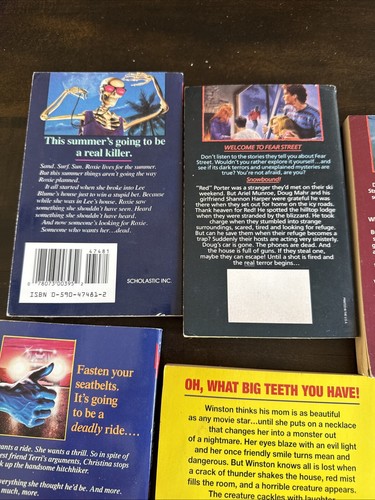 This summer's going to be
a real killer.
Sand. Surf. Sun. Roxie lives for the summer.
But this summer things aren't going the way
Roxie planned.
It all started when she broke into Lee
Blume's house just to win a stupid bet. Because
while she was in Lee's house, Roxie saw
something she shouldn't have seen. Heard
something she shouldn't have heard.
And now someone's looking for Roxie.
Someone who wants her...dead.
47481
ISBN 0-590-47481-2
SCHOLASTIC INC.
WELCOME TO FEAR STREET
Don't listen to the stories they tell you about Fear
Street. Wouldn't you rather explore it yourself...and
see if its dark terrors and unexplained mysteries are
true? You're not afraid, are you?
Snowbound!
"Red" Porter was a stranger they'd met on their ski
weekend. But Ariel Munroe, Doug Mahr and his
girlfriend Shannon Harper were grateful he was
there when they set out for home on the icy roads.
Thank heaven for Red! He spotted the hilltop lodge
when they were stranded by the blizzard. He took
charge when they stumbled into strange
surroundings, scared, tired and looking for refuge.
But can he save them when their refuge becomes a
trap? Suddenly their hosts are acting very sinisterly.
Doug's car is gone. The phones are dead. And
the house is full of guns. If they steal one,
maybe they can escape! Until a shot is fired and
the real terror begins...
Fasten your
seatbelts.
It's going
to be a
deadly ride....
wants a ride. She wants a thrill. So in spite of
best friend Terri's arguments, Christina stops
k up the handsome hitchhiker.
everything she thought he'd be. And more.
OH, WHAT BIG TEETH YOU HAVE!
Winston thinks his mom is as beautiful
as any movie star...until she puts on a necklace
that changes her into a monster out
of a nightmare. Her eyes blaze with an evil light
and her once friendly smile turns mean and
dangerous. But Winston knows all is lost when
a crack of thunder shakes the house, red mist
fills the room, and a horrible creature appears.
The creature cackles with laughter